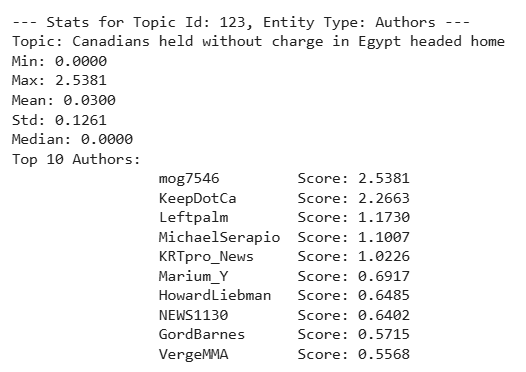 --- Stats for Topic Id: 123, Entity Type: Authors ---
Topic: Canadians held without charge in Egypt headed home
Min: 0.0000
Max: 2.5381
Mean: 0.0300
Std: 0.1261
Median: 0.0000
Top 10 Authors:
mog7546 Score: 2.5381
KeepDotCa Score: 2.2663
Leftpalm Score: 1.1730
MichaelSerapio Score: 1.1007
KRTpro_News Score: 1.0226
Marium_Y Score: 0.6917
HowardLiebman Score: 0.6485
NEWS1130 Score: 0.6402
GordBarnes Score: 0.5715
VergeMMA Score: 0.5568